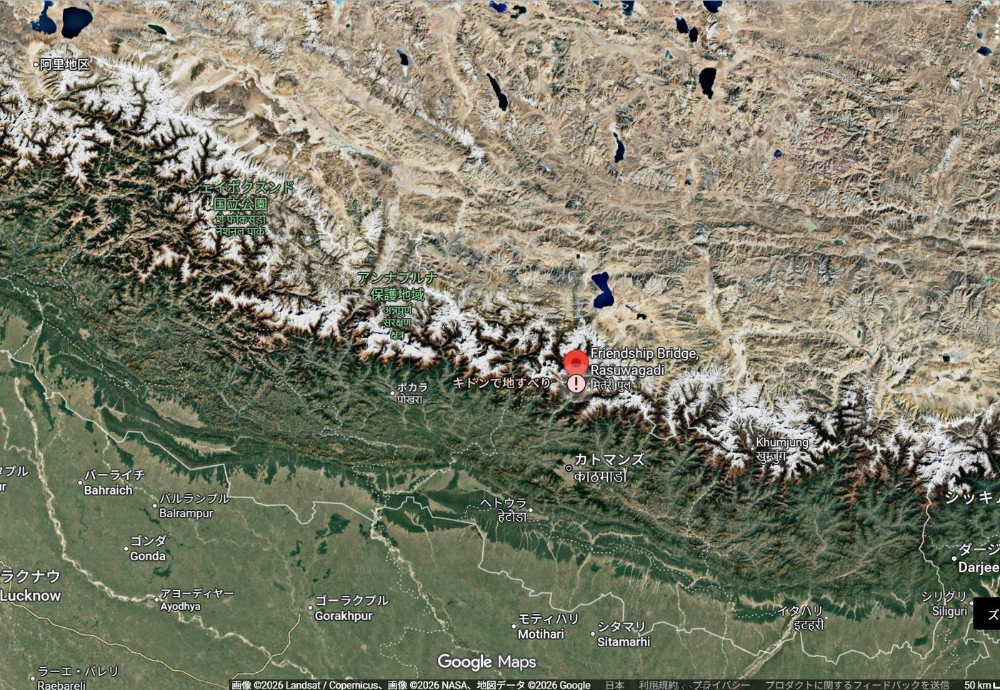 阿里地区
シェイポクスンド
国立公園
शे फोक्सुंडो
नेशनल पार्क
アンナプルナ
保護地域
अन्नपूर्ण
संरक्षण
क्षेत्र
Friendship Bridge,
Rasuwagadi
मितेरी पुल
キドンで地すべり
ポカラ
पोखरा
Khumjung
खुम्जुंग
カトマンズ
काठमाडौं
タプル
ur
バーライチ
Bahraich
バルランプル
Balrampur
ヘトウラ
हेटौडा
シッキ
ゴンダ
Gonda
ダージ
Darjee
ラクナウ
Lucknow
アヨーディヤー
Ayodhya
ゴーラクプル
Gorakhpur
シリグリ
Siliguri
イタハリ
इटहरी
ズ
モティハリ
Motihari
シタマリ
Sitamarhi
Google Maps
ラーエ・バレリ
Raebareli
画像 ©2026 Landsat / Copernicus、画像 ©2026 NASA、地図データ ©2026 Google 日本 利用規約 プライバシー プロダクトに関するフィードバックを送信 50 km